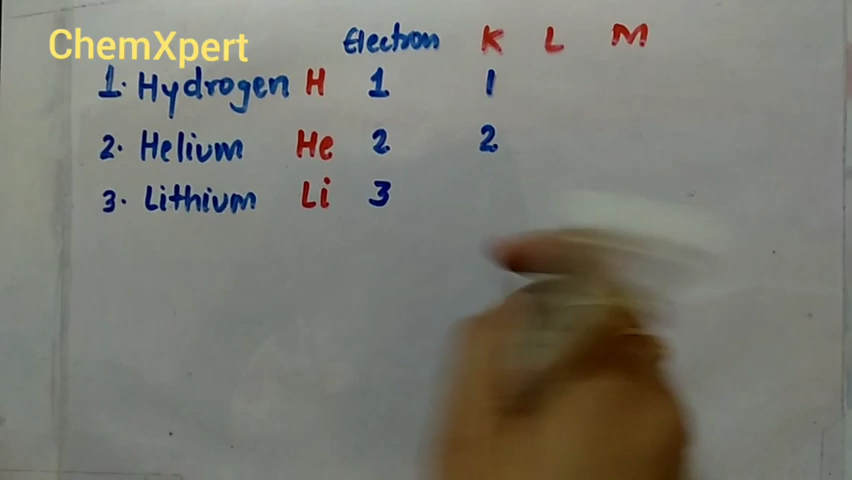 ChemXpert
Electron K L M
1. Hydrogen H 1 1
2. Helium He 2 2
3. Lithium Li 3